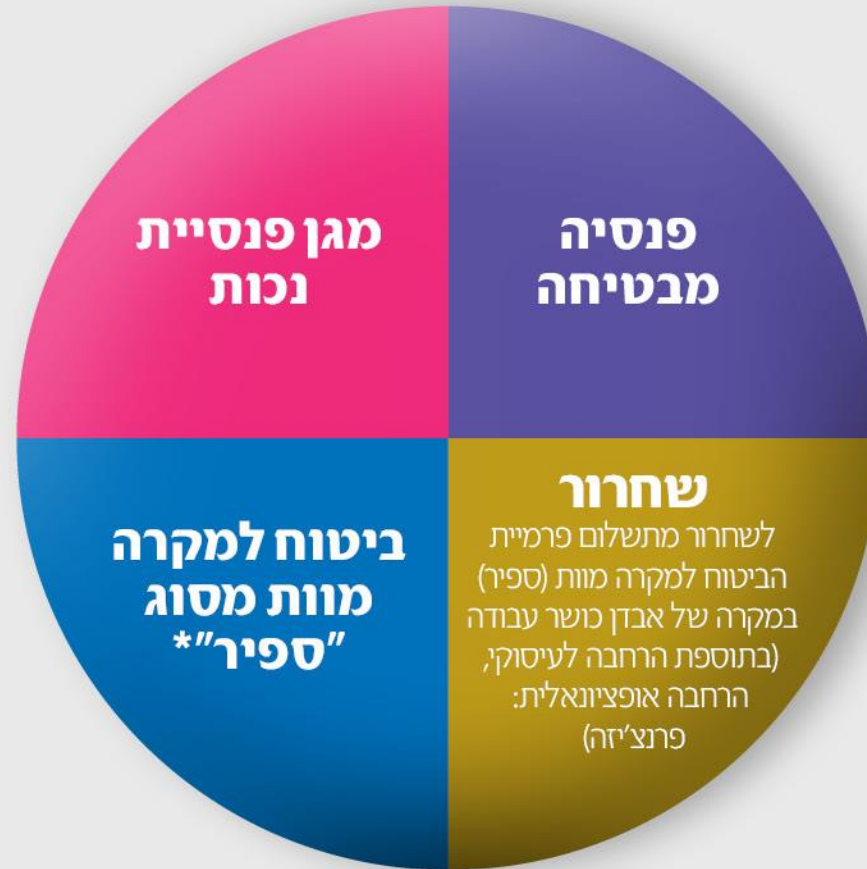 פנסיה
מבטיחה
מגן פנסיית
נכות
שחרור
לשחרור מתשלום פרמיית
הביטוח למקרה מוות (ספיר)
במקרה של אבדן כושר עבודה
(בתוספת הרחבה לעיסוקי,
הרחבה אופציונאלית:
פרנצ'יזה)
ביטוח למקרה
מוות מסוג
"ספיר"*